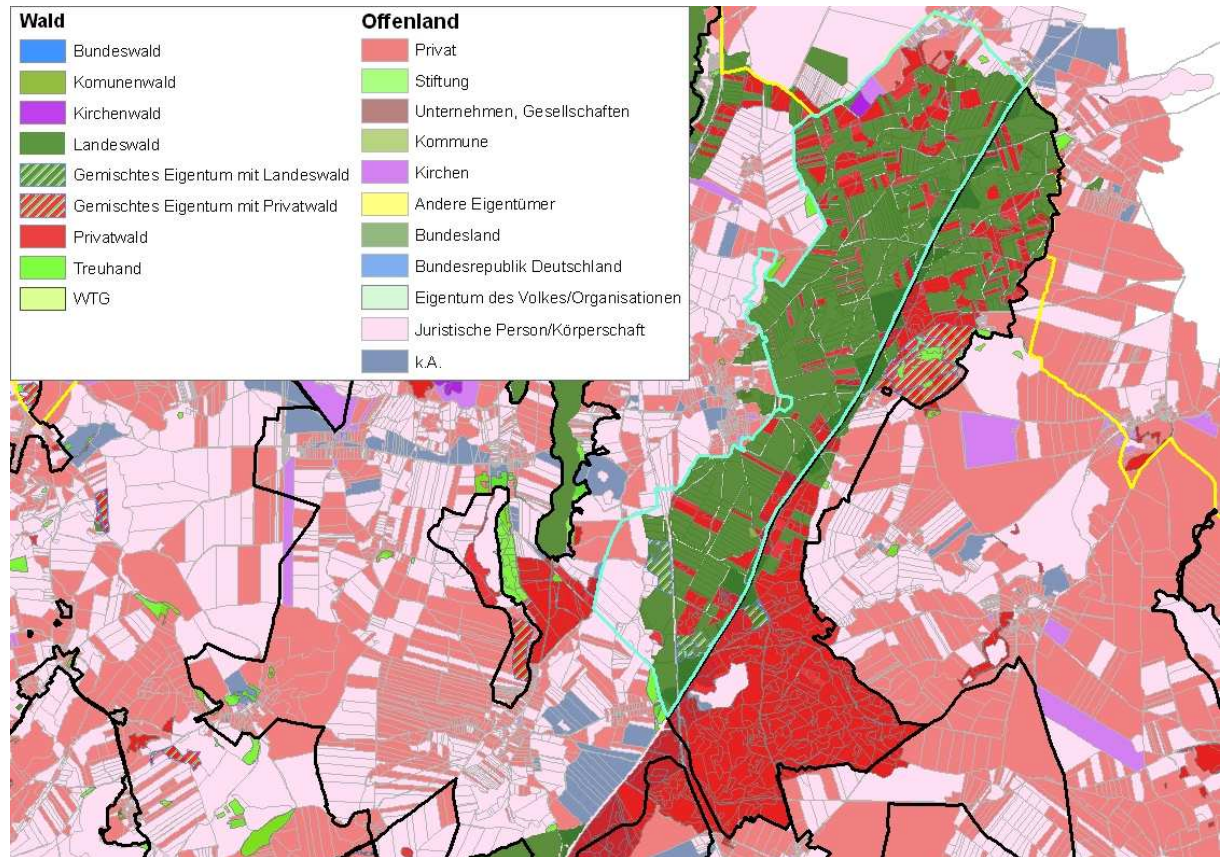 Wald
Bundeswald
Komunenwald
Kirchenwald
Landeswald
Gemischtes Eigentum mit Landeswald
Gemischtes Eigentum mit Privatwald
Privatwald
Treuhand
WTG
Offenland
Privat
Stiftung
Unternehmen, Gesellschaften
Kommune
Kirchen
Andere Eigentümer
Bundesland
Bundesrepublik Deutschland
Eigentum des Volkes/Organisationen
Juristische Person/Körperschaft
k.A.